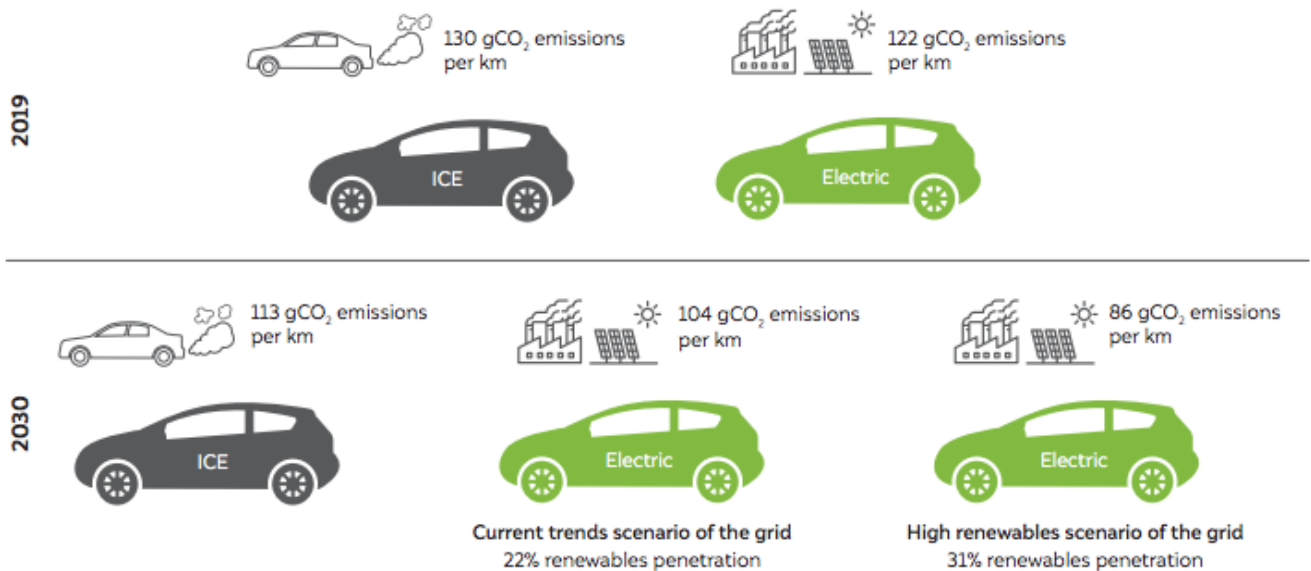 2019
130 gCO₂ emissions
per km
122 gCO₂ emissions
per km
ICE
Electric
2030
113 gCO₂ emissions
per km
104 gCO₂ emissions
per km
86 gCO₂ emissions
per km
ICE
Electric
Electric
Current trends scenario of the grid
22% renewables penetration
High renewables scenario of the grid
31% renewables penetration